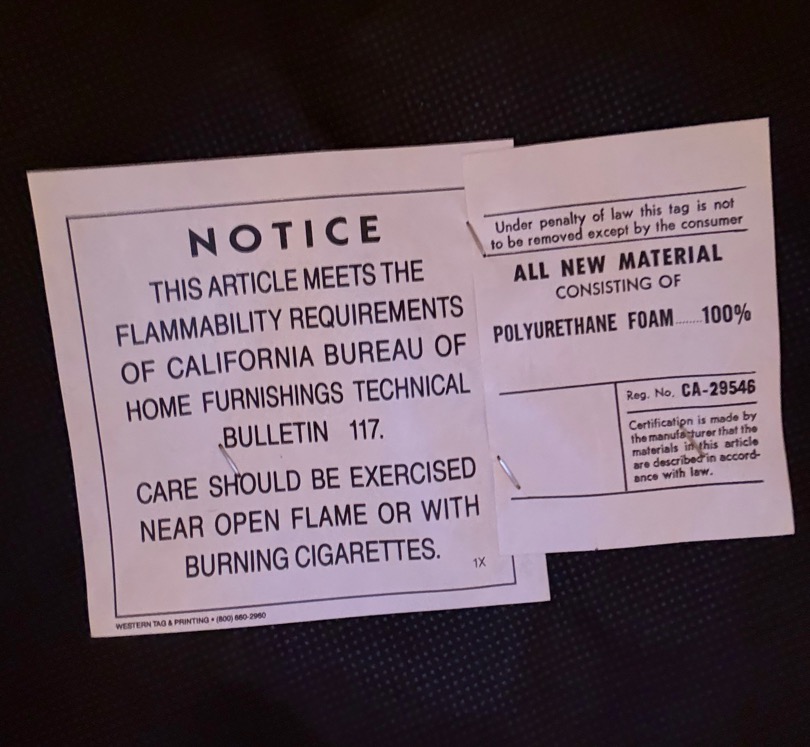 NOTICE
THIS ARTICLE MEETS THE
FLAMMABILITY REQUIREMENTS
OF CALIFORNIA BUREAU OF
HOME FURNISHINGS TECHNICAL
BULLETIN 117.
CARE SHOULD BE EXERCISED
NEAR OPEN FLAME OR WITH
BURNING CIGARETTES.
1X
WESTERN TAG & PRINTING • (800) 660-2960
Under penalty of law this tag is not
to be removed except by the consumer
ALL NEW MATERIAL
CONSISTING OF
POLYURETHANE FOAM.......100%
Reg. No. CA-29546
Certification is made by
the manufacturer that the
materials in this article
are described in accord-
ance with law.